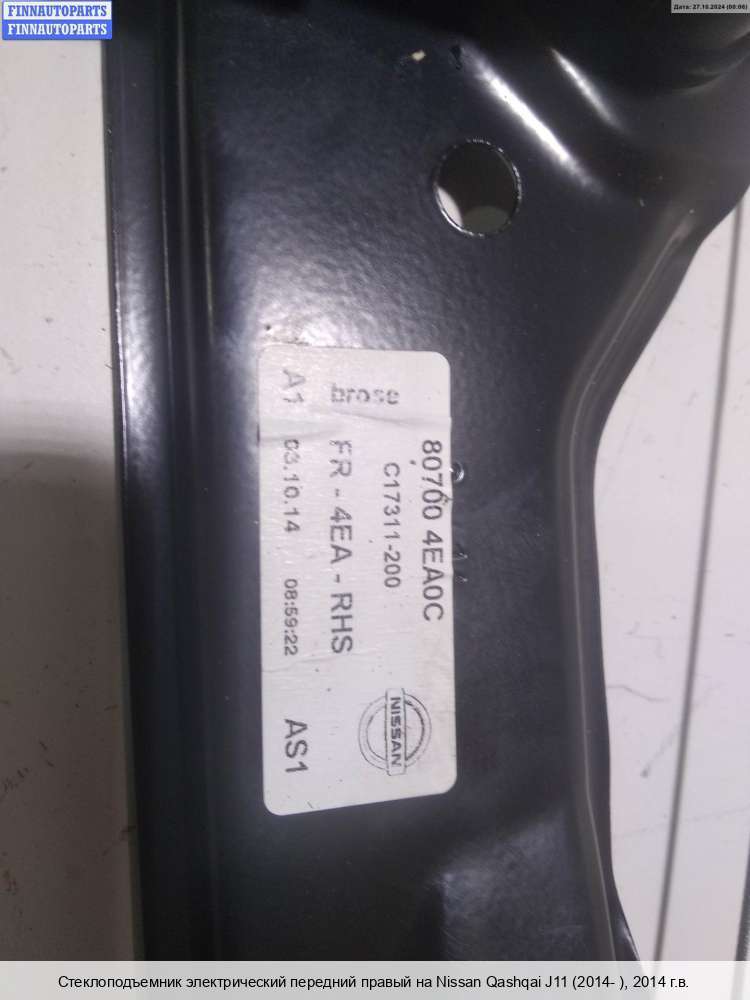 FINNAUTOPARTS
FINNAUTOPARTS
Дата: 27.10.2024 (00:06)
80700 4EA0C
C17311-200
brose
FR - 4EA - RHS
A1 03.10.14 08:59:22 AS1
NISSAN
Стеклоподъемник электрический передний правый на Nissan Qashqai J11 (2014- ), 2014 г.в.